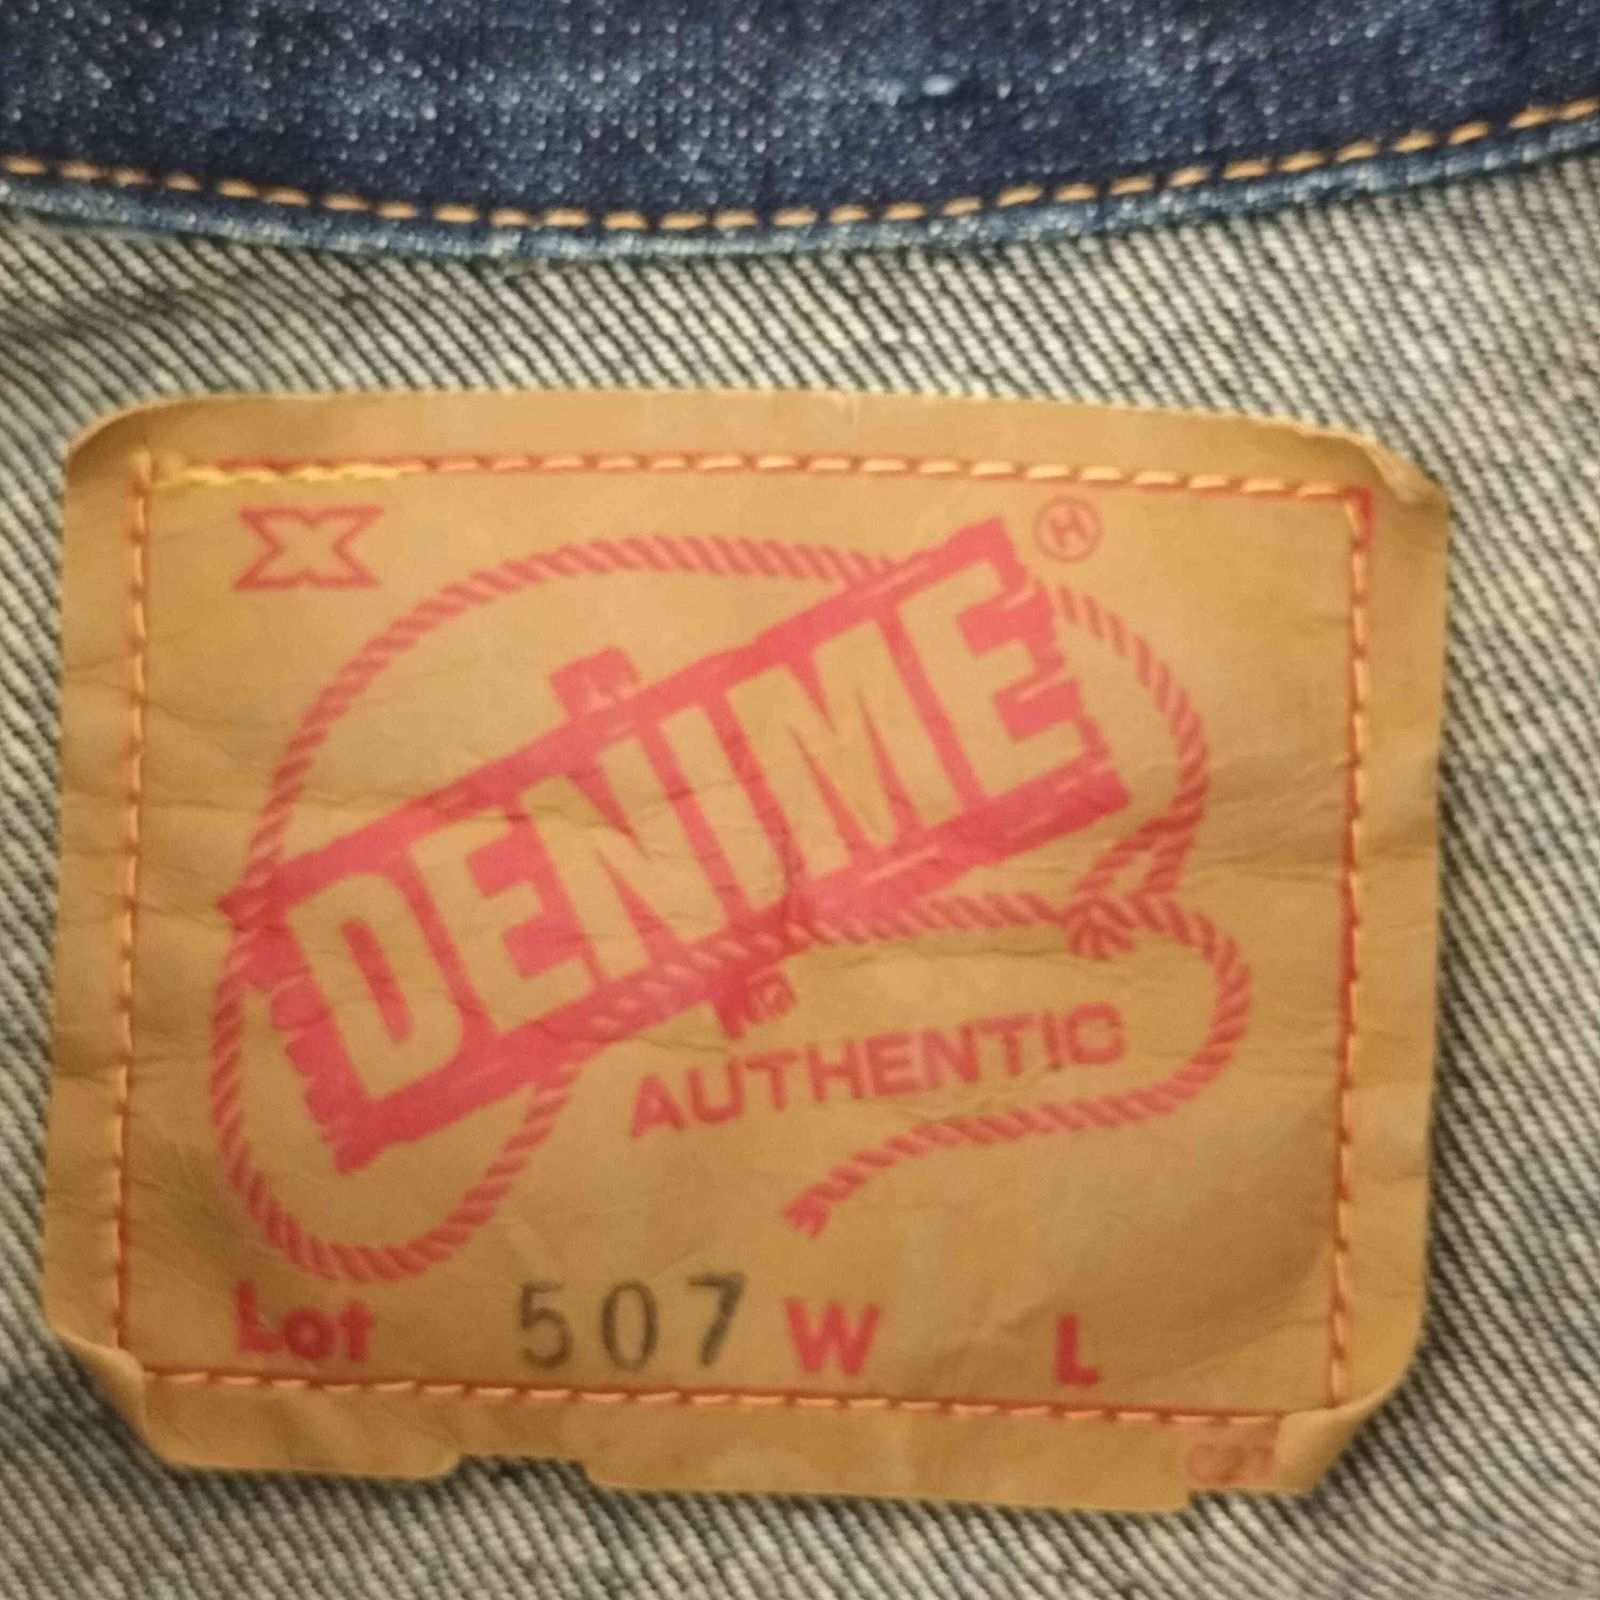 X
DENIME
AUTHENTIC
Lot 507 W L